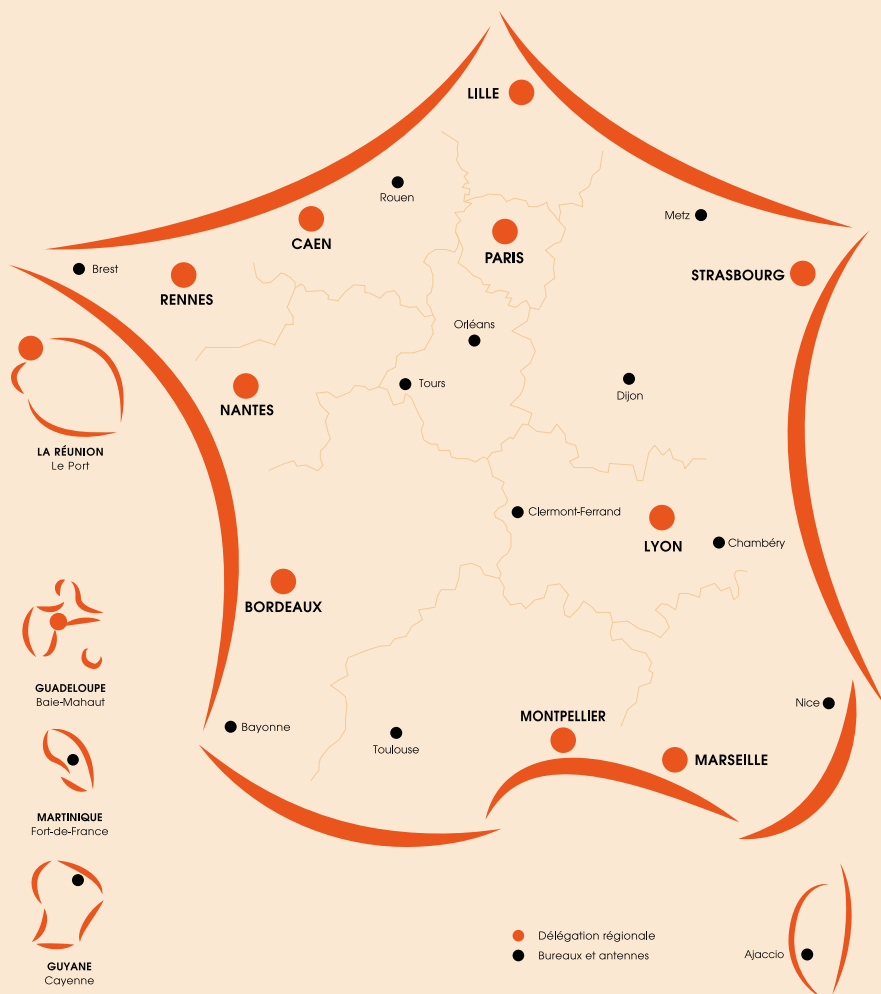 LILLE
Rouen
Metz
CAEN
PARIS
Brest
STRASBOURG
RENNES
Orléans
Tours
Dijon
NANTES
LA RÉUNION
Le Port
Clermont-Ferrand
LYON
Chambéry
BORDEAUX
GUADELOUPE
Baie-Mahaut
Nice
MONTPELLIER
Bayonne
Toulouse
MARSEILLE
MARTINIQUE
Fort-de-France
Délégation régionale
Bureaux et antennes
Ajaccio
GUYANE
Cayenne